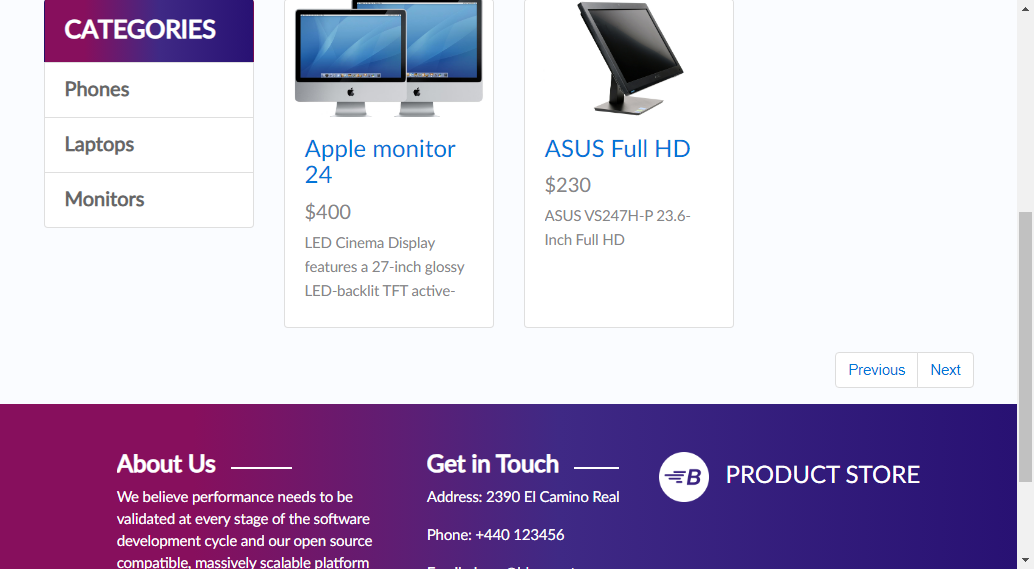 CATEGORIES
Phones
Laptops
Monitors
Apple monitor
24
$400
LED Cinema Display
features a 27-inch glossy
LED-backlit TFT active-
ASUS Full HD
$230
ASUS VS247H-P 23.6-
Inch Full HD
Previous
Next
About Us
We believe performance needs to be
validated at every stage of the software
development cycle and our open source
compatible, massively scalable platform
Get in Touch
Address: 2390 El Camino Real
Phone: +440 123456
B
PRODUCT STORE